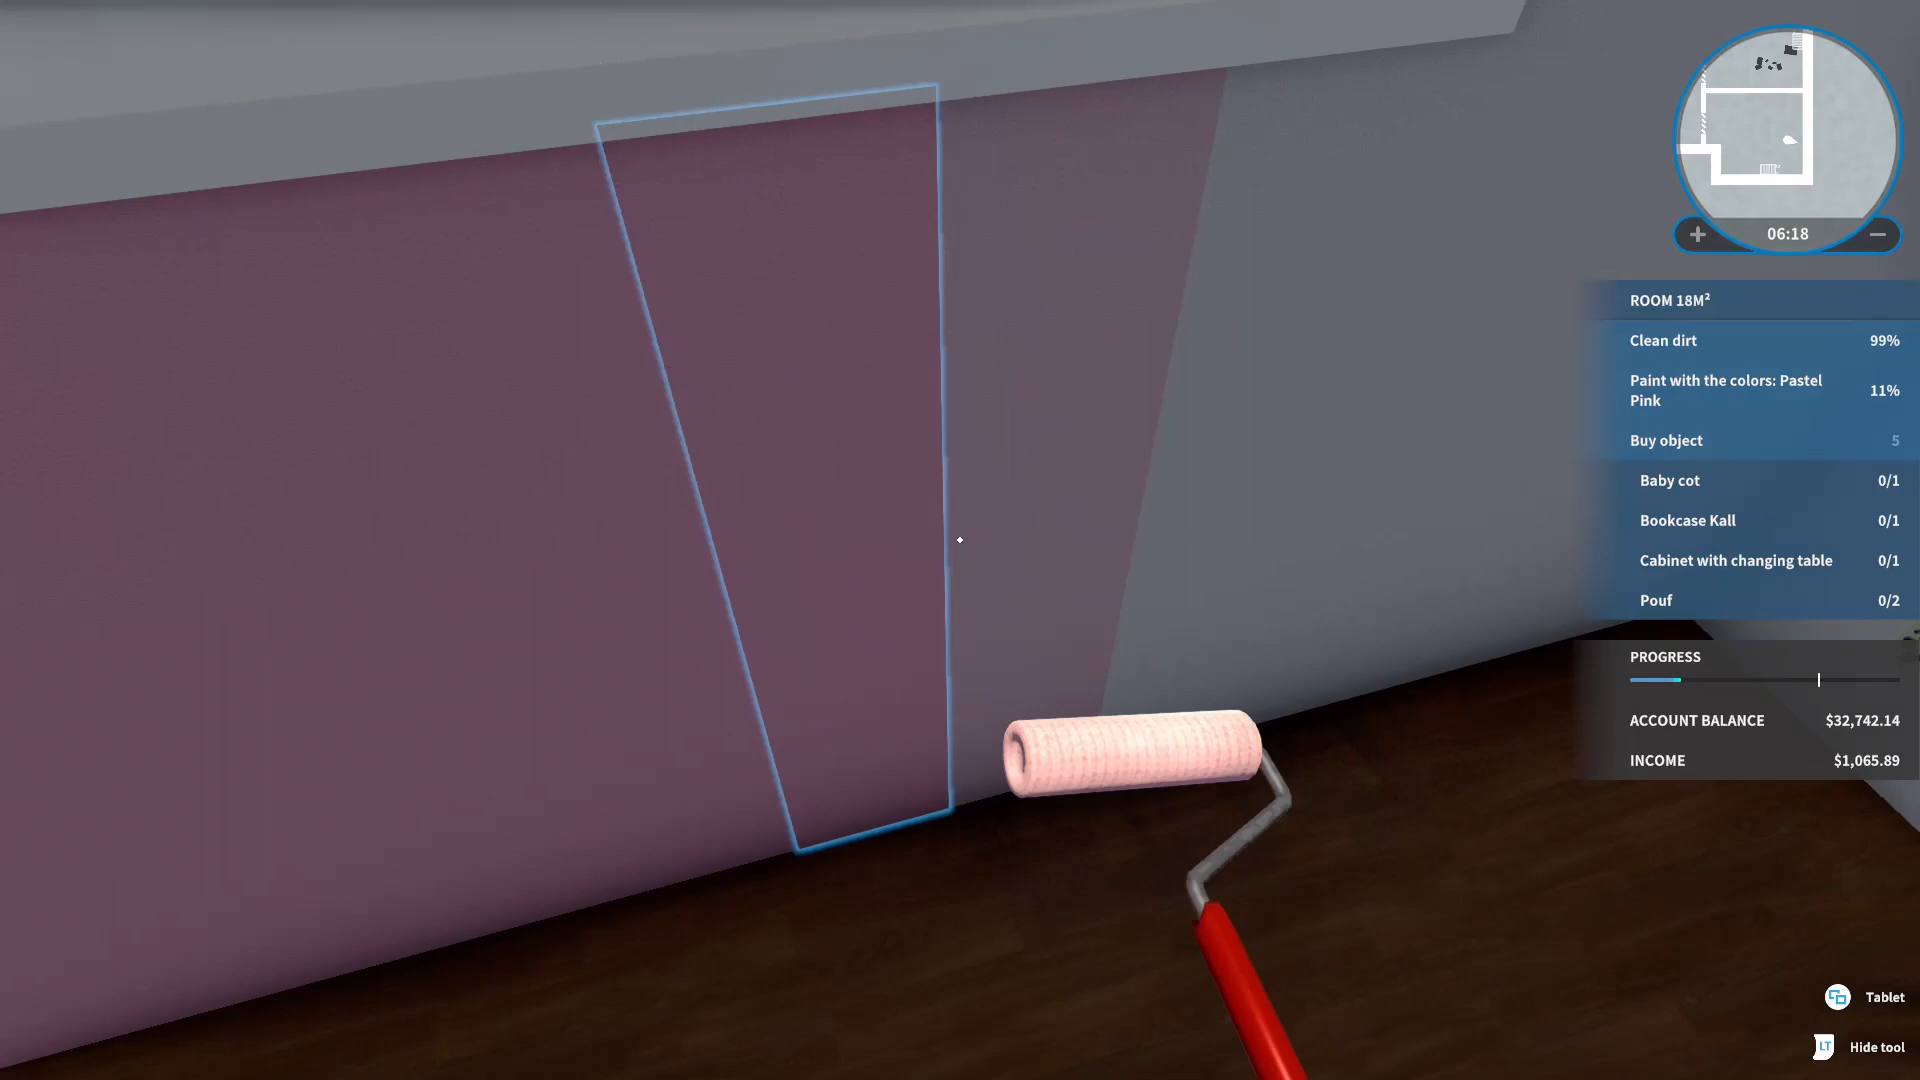 06:18
ROOM 18M²
Clean dirt 99%
Paint with the colors: Pastel
Pink 11%
Buy object 5
Baby cot 0/1
Bookcase Kall 0/1
Cabinet with changing table 0/1
Pouf 0/2
PROGRESS
ACCOUNT BALANCE $32,742.14
INCOME $1,065.89
Tablet
LT Hide tool